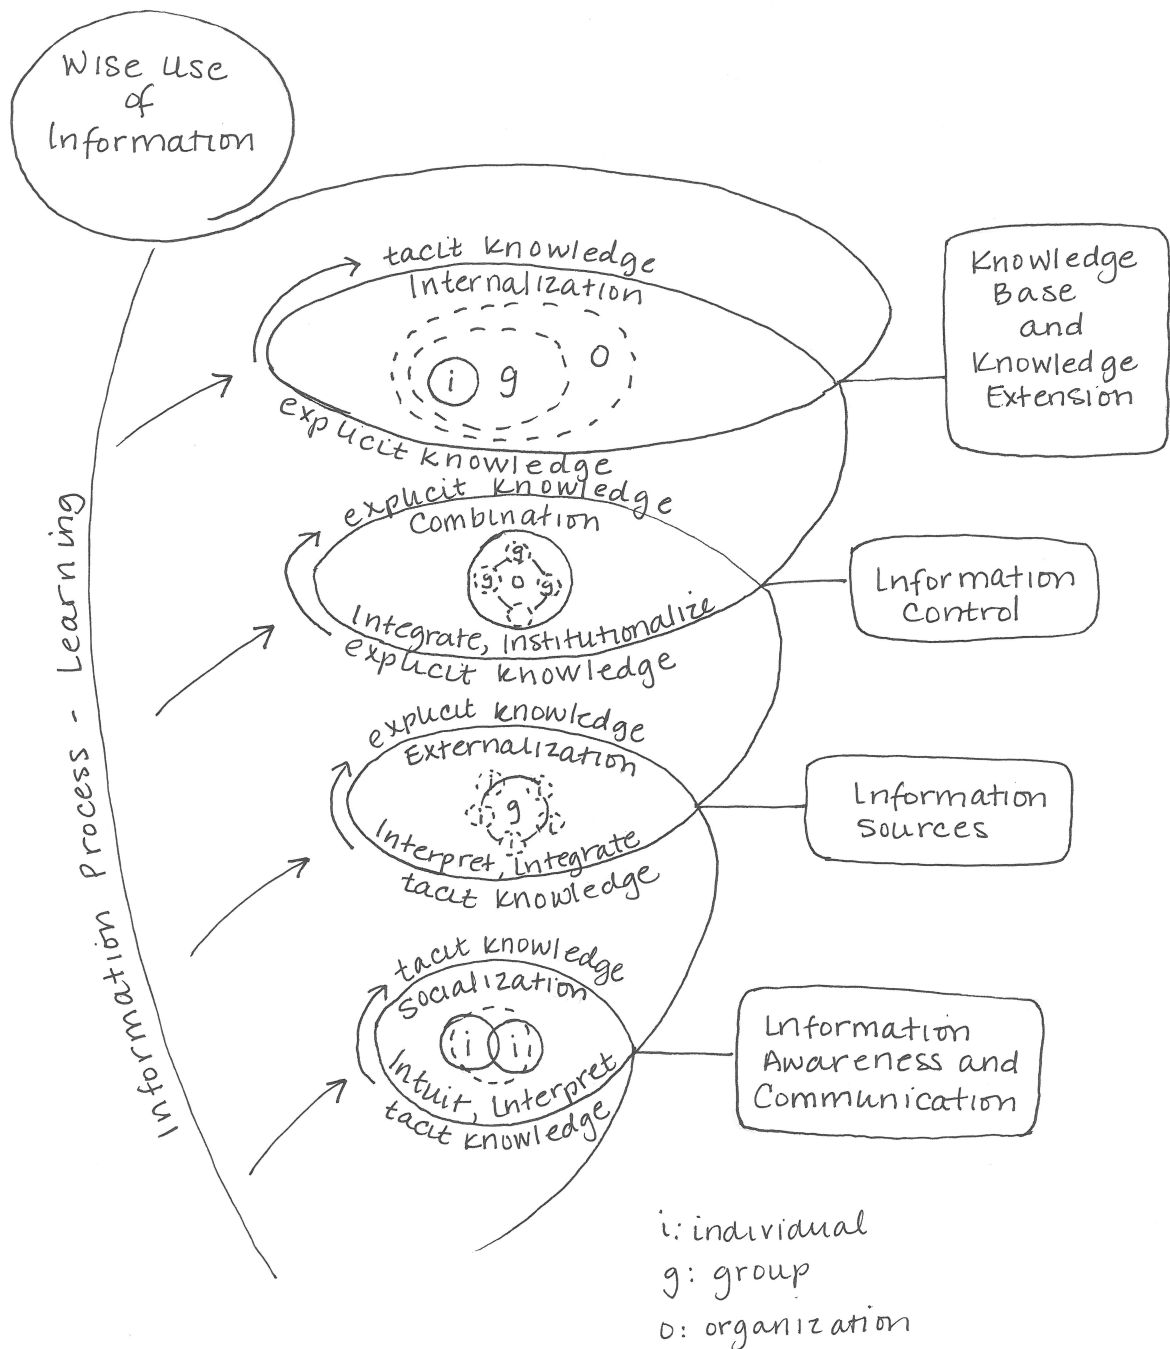 Wise Use
of
Information
tacit knowledge
Internalization
i g o
explicit knowledge
Knowledge
Base
and
Knowledge
Extension
explicit knowledge
Combination
g
g o g
Integrate, Institutionalize
explicit knowledge
Information
Control
explicit knowledge
Externalization
i i
i g i
i
Interpret, Integrate
tacit knowledge
Information
Sources
tacit knowledge
Socialization
i i
Intuit, Interpret
tacit knowledge
Information
Awareness and
Communication
Information Process - Learning
i: individual
g: group
o: organization